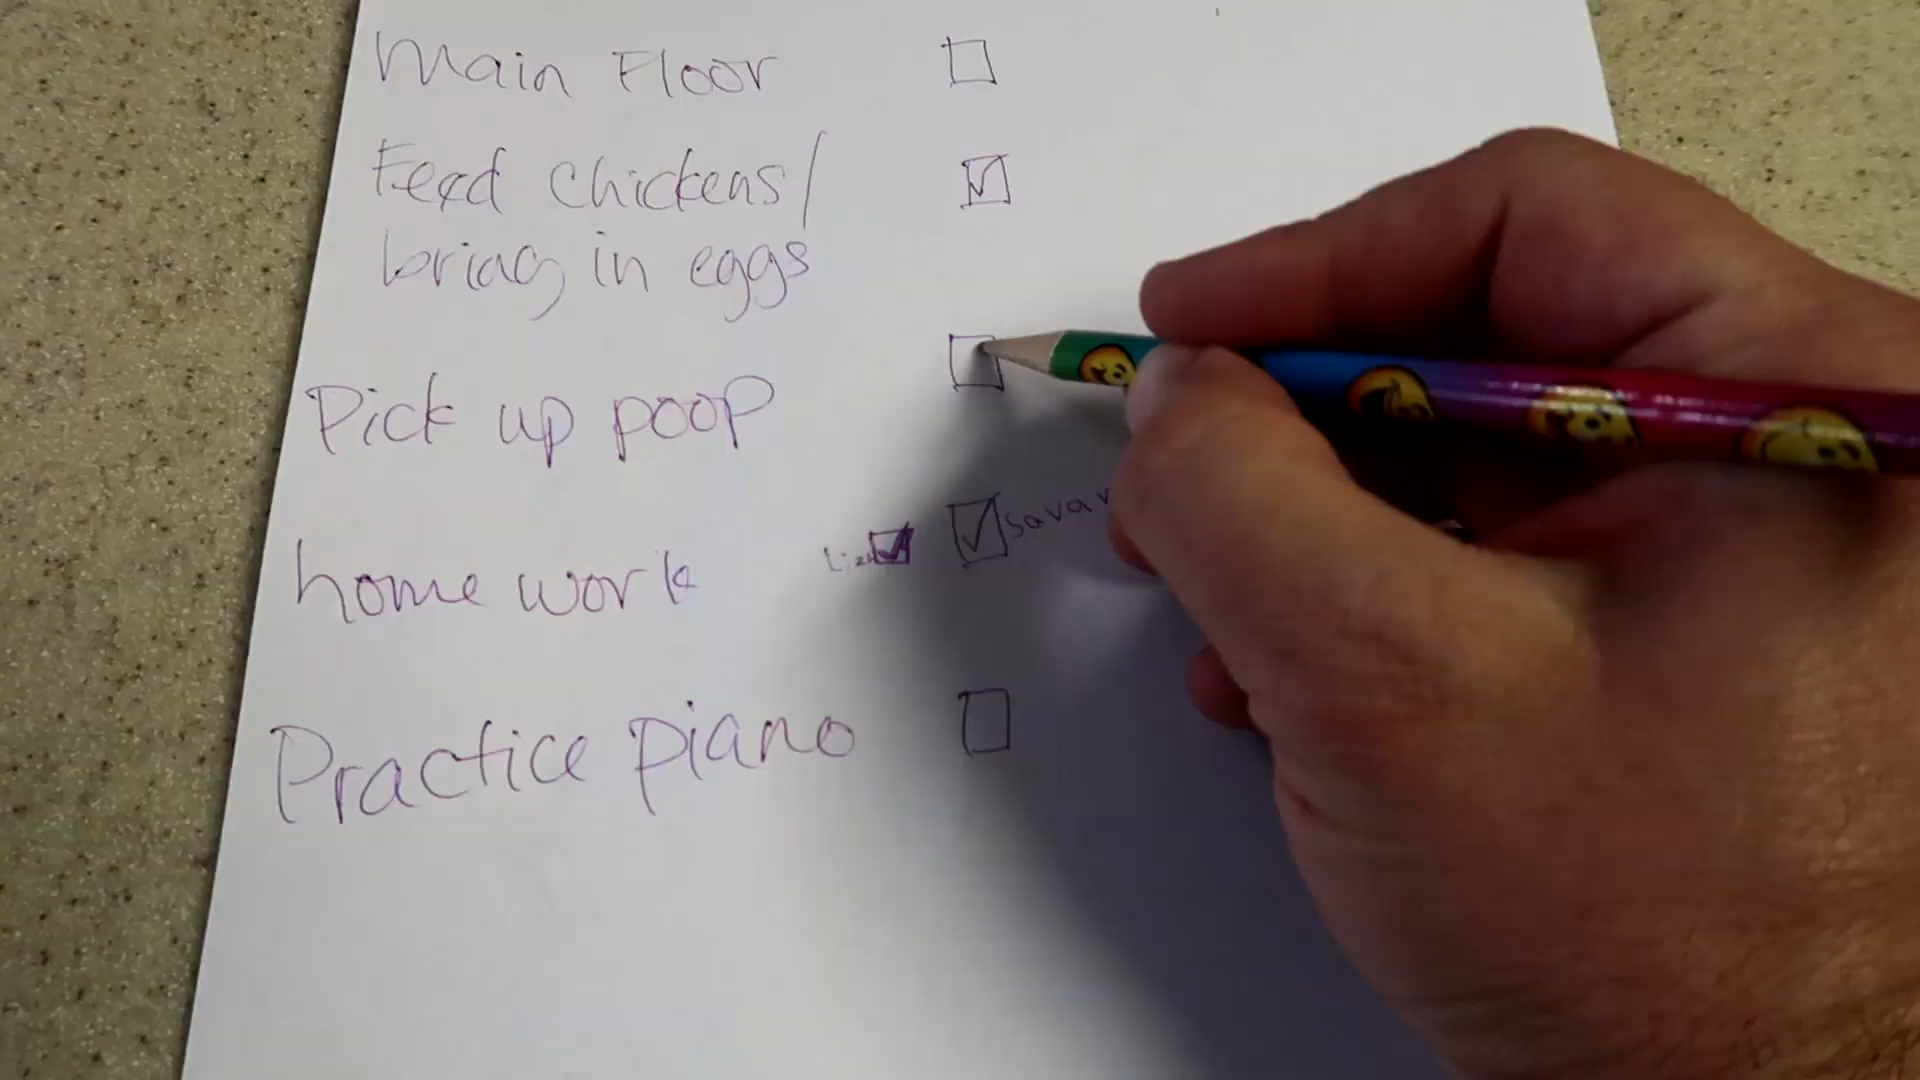 Main Floor
Feed chickens/
bring in eggs
Pick up poop
home work
Practice piano